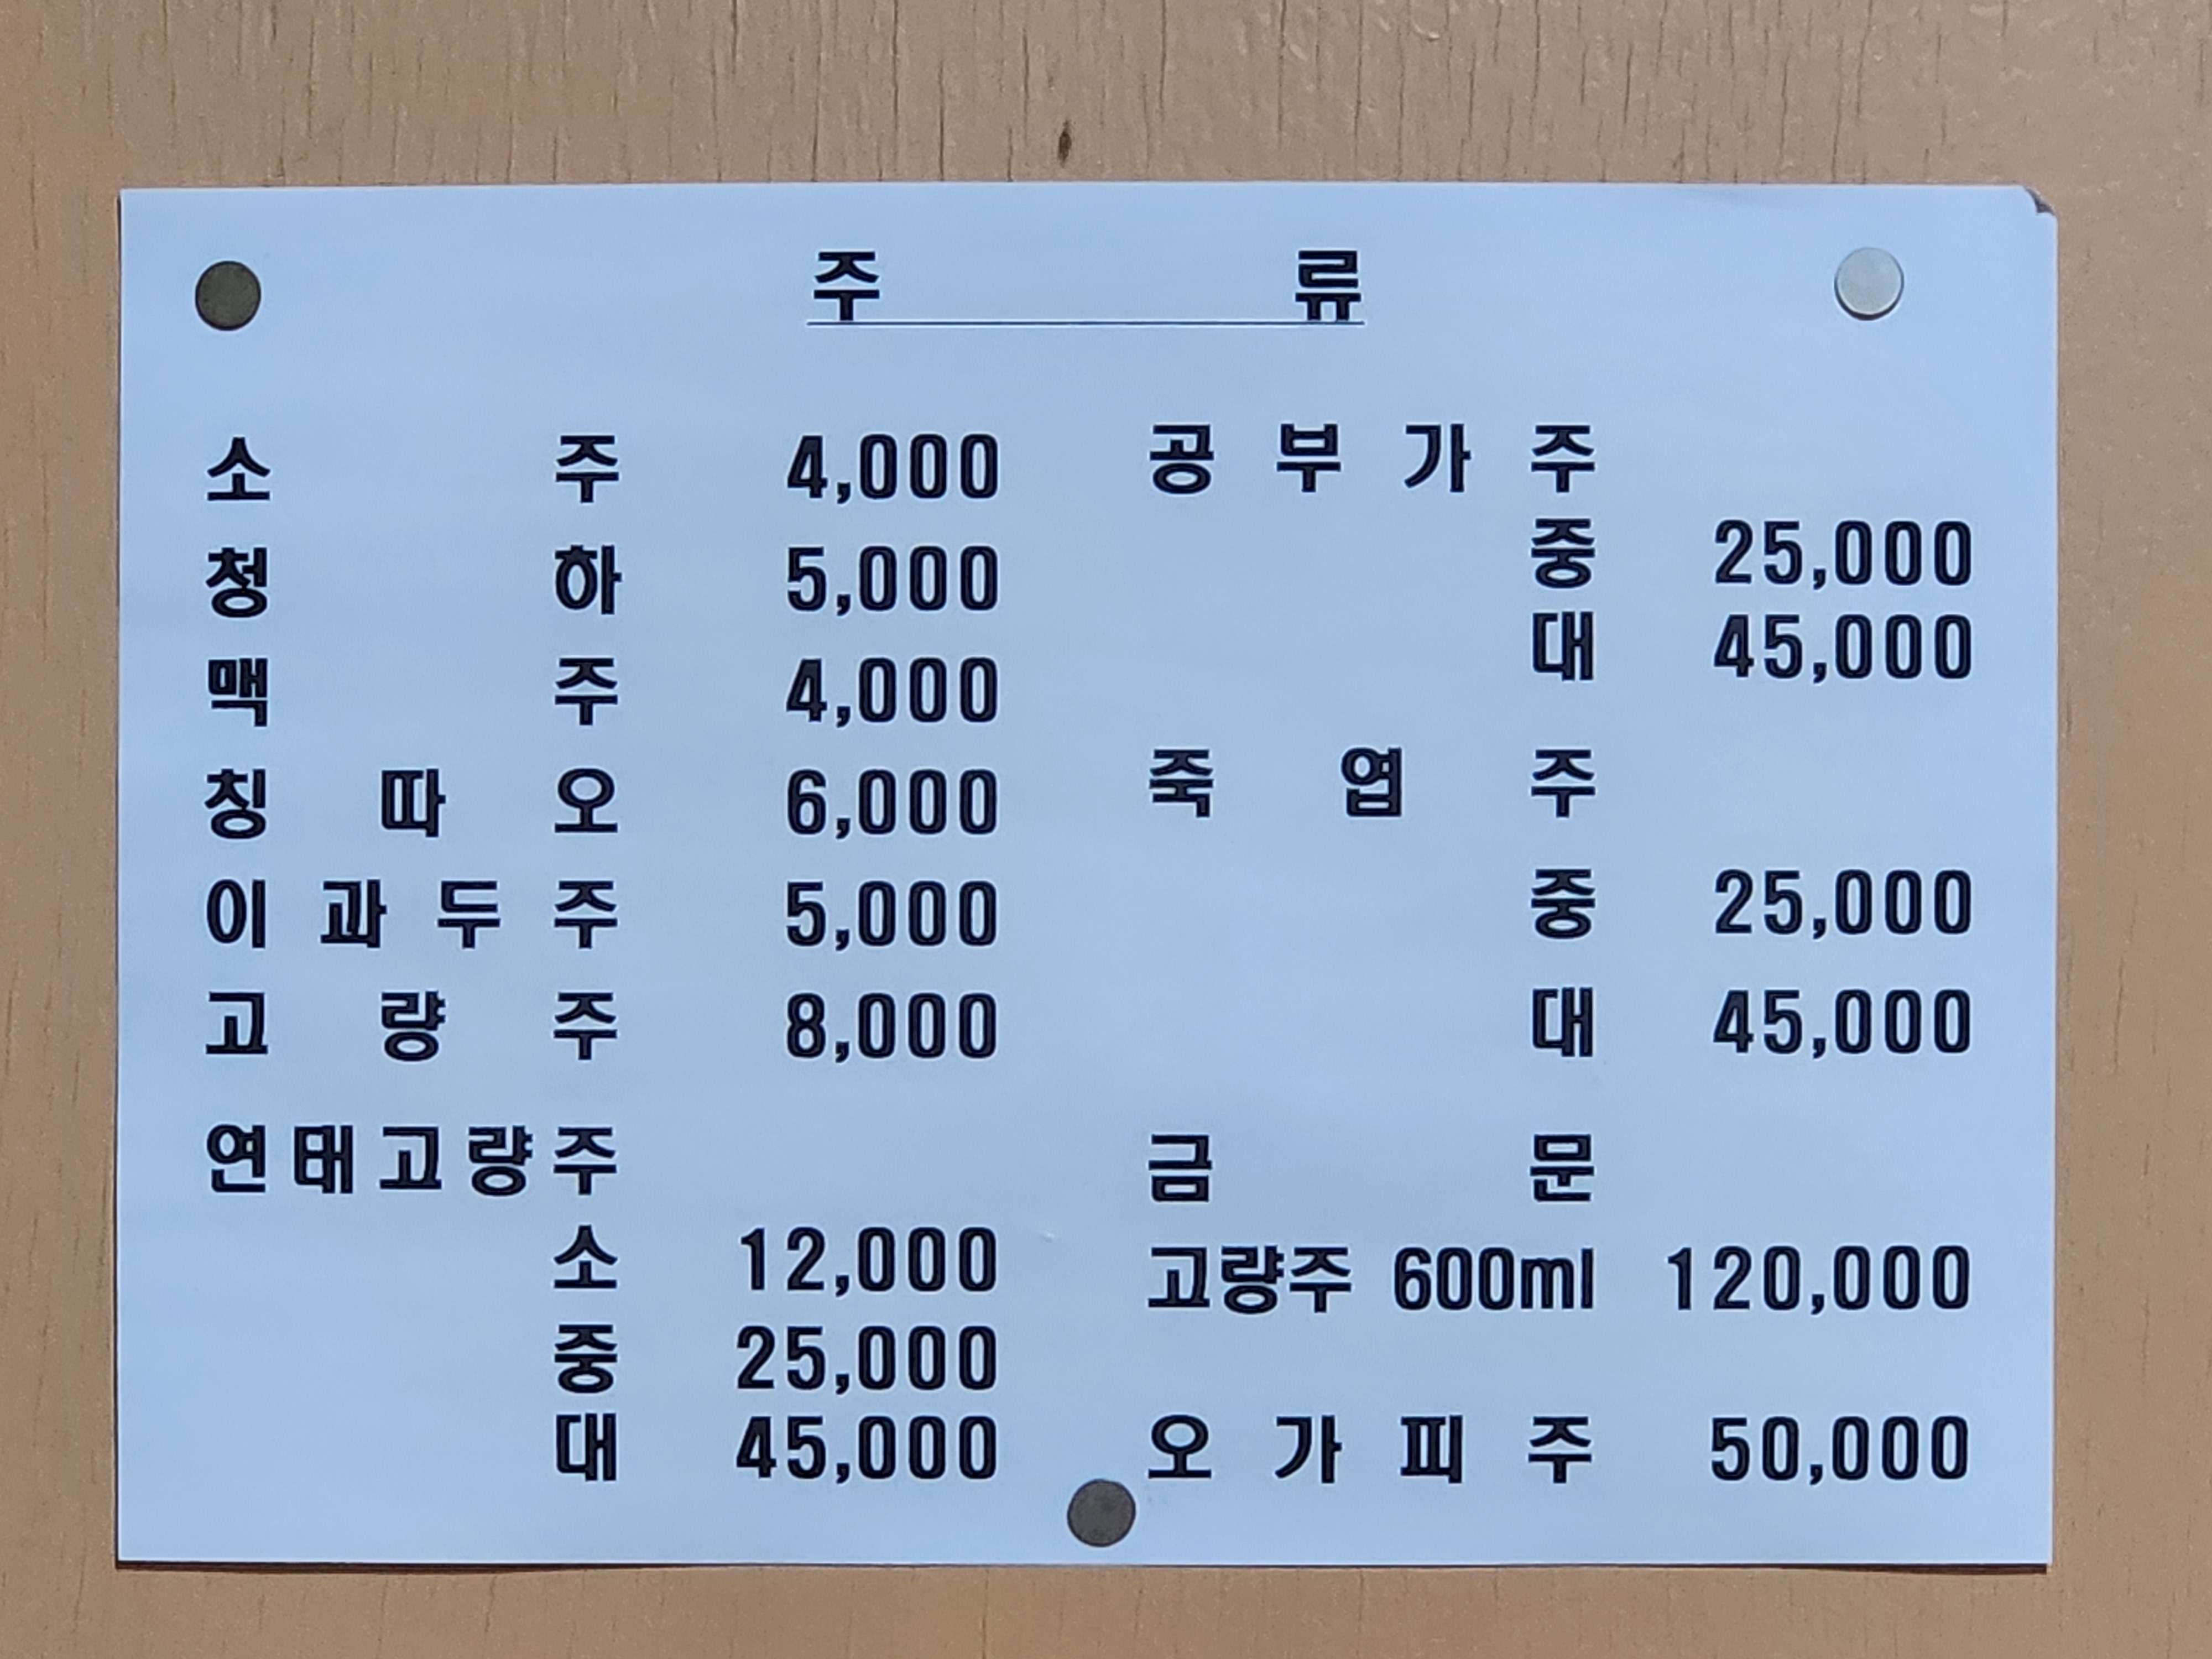 주 류
소 주 4,000
청 하 5,000
맥 주 4,000
칭 따 오 6,000
이 과 두 주 5,000
고 량 주 8,000
연태고량주
소 12,000
중 25,000
대 45,000
공 부 가 주
중 25,000
대 45,000
죽 엽 주
중 25,000
대 45,000
금 문
고량주 600ml 120,000
오 가 피 주 50,000